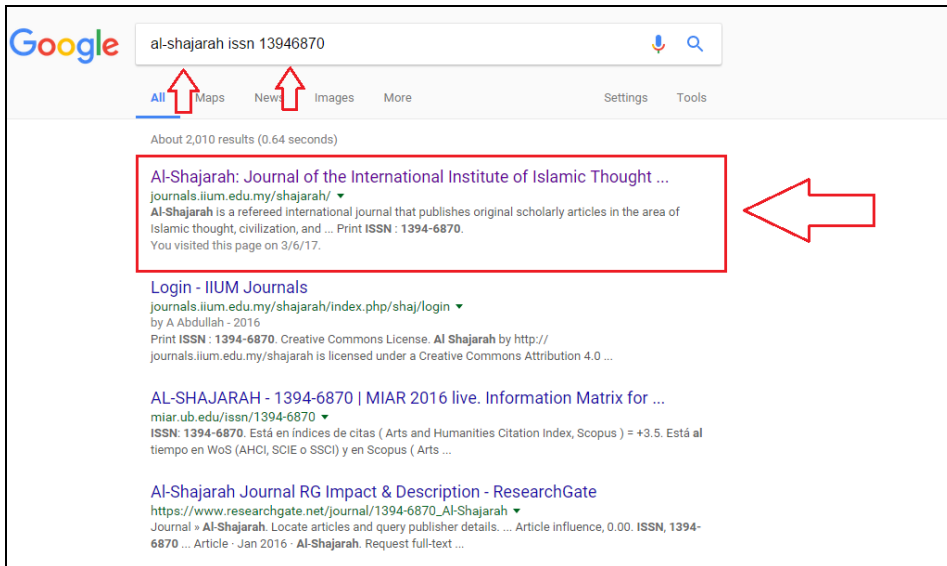 Google
al-shajarah issn 13946870
All Maps News Images More Settings Tools
About 2,010 results (0.64 seconds)
Al-Shajarah: Journal of the International Institute of Islamic Thought ...
journals.iium.edu.my/shajarah/
Al-Shajarah is a refereed international journal that publishes original scholarly articles in the area of
Islamic thought, civilization, and ... Print ISSN : 1394-6870.
You visited this page on 3/6/17.
Login - IIUM Journals
journals.iium.edu.my/shajarah/index.php/shaj/login
by A Abdullah - 2016
Print ISSN : 1394-6870. Creative Commons License. Al Shajarah by http://
journals.iium.edu.my/shajarah is licensed under a Creative Commons Attribution 4.0 ...
AL-SHAJARAH - 1394-6870 | MIAR 2016 live. Information Matrix for ...
miar.ub.edu/issn/1394-6870
ISSN: 1394-6870. Está en índices de citas ( Arts and Humanities Citation Index, Scopus ) = +3.5. Está al
tiempo en WoS (AHCI, SCIE o SSCI) y en Scopus ( Arts ...
Al-Shajarah Journal RG Impact & Description - ResearchGate
https://www.researchgate.net/journal/1394-6870_Al-Shajarah
Journal » Al-Shajarah. Locate articles and query publisher details. ... Article influence, 0.00. ISSN, 1394-
6870 ... Article · Jan 2016 · Al-Shajarah. Request full-text ...